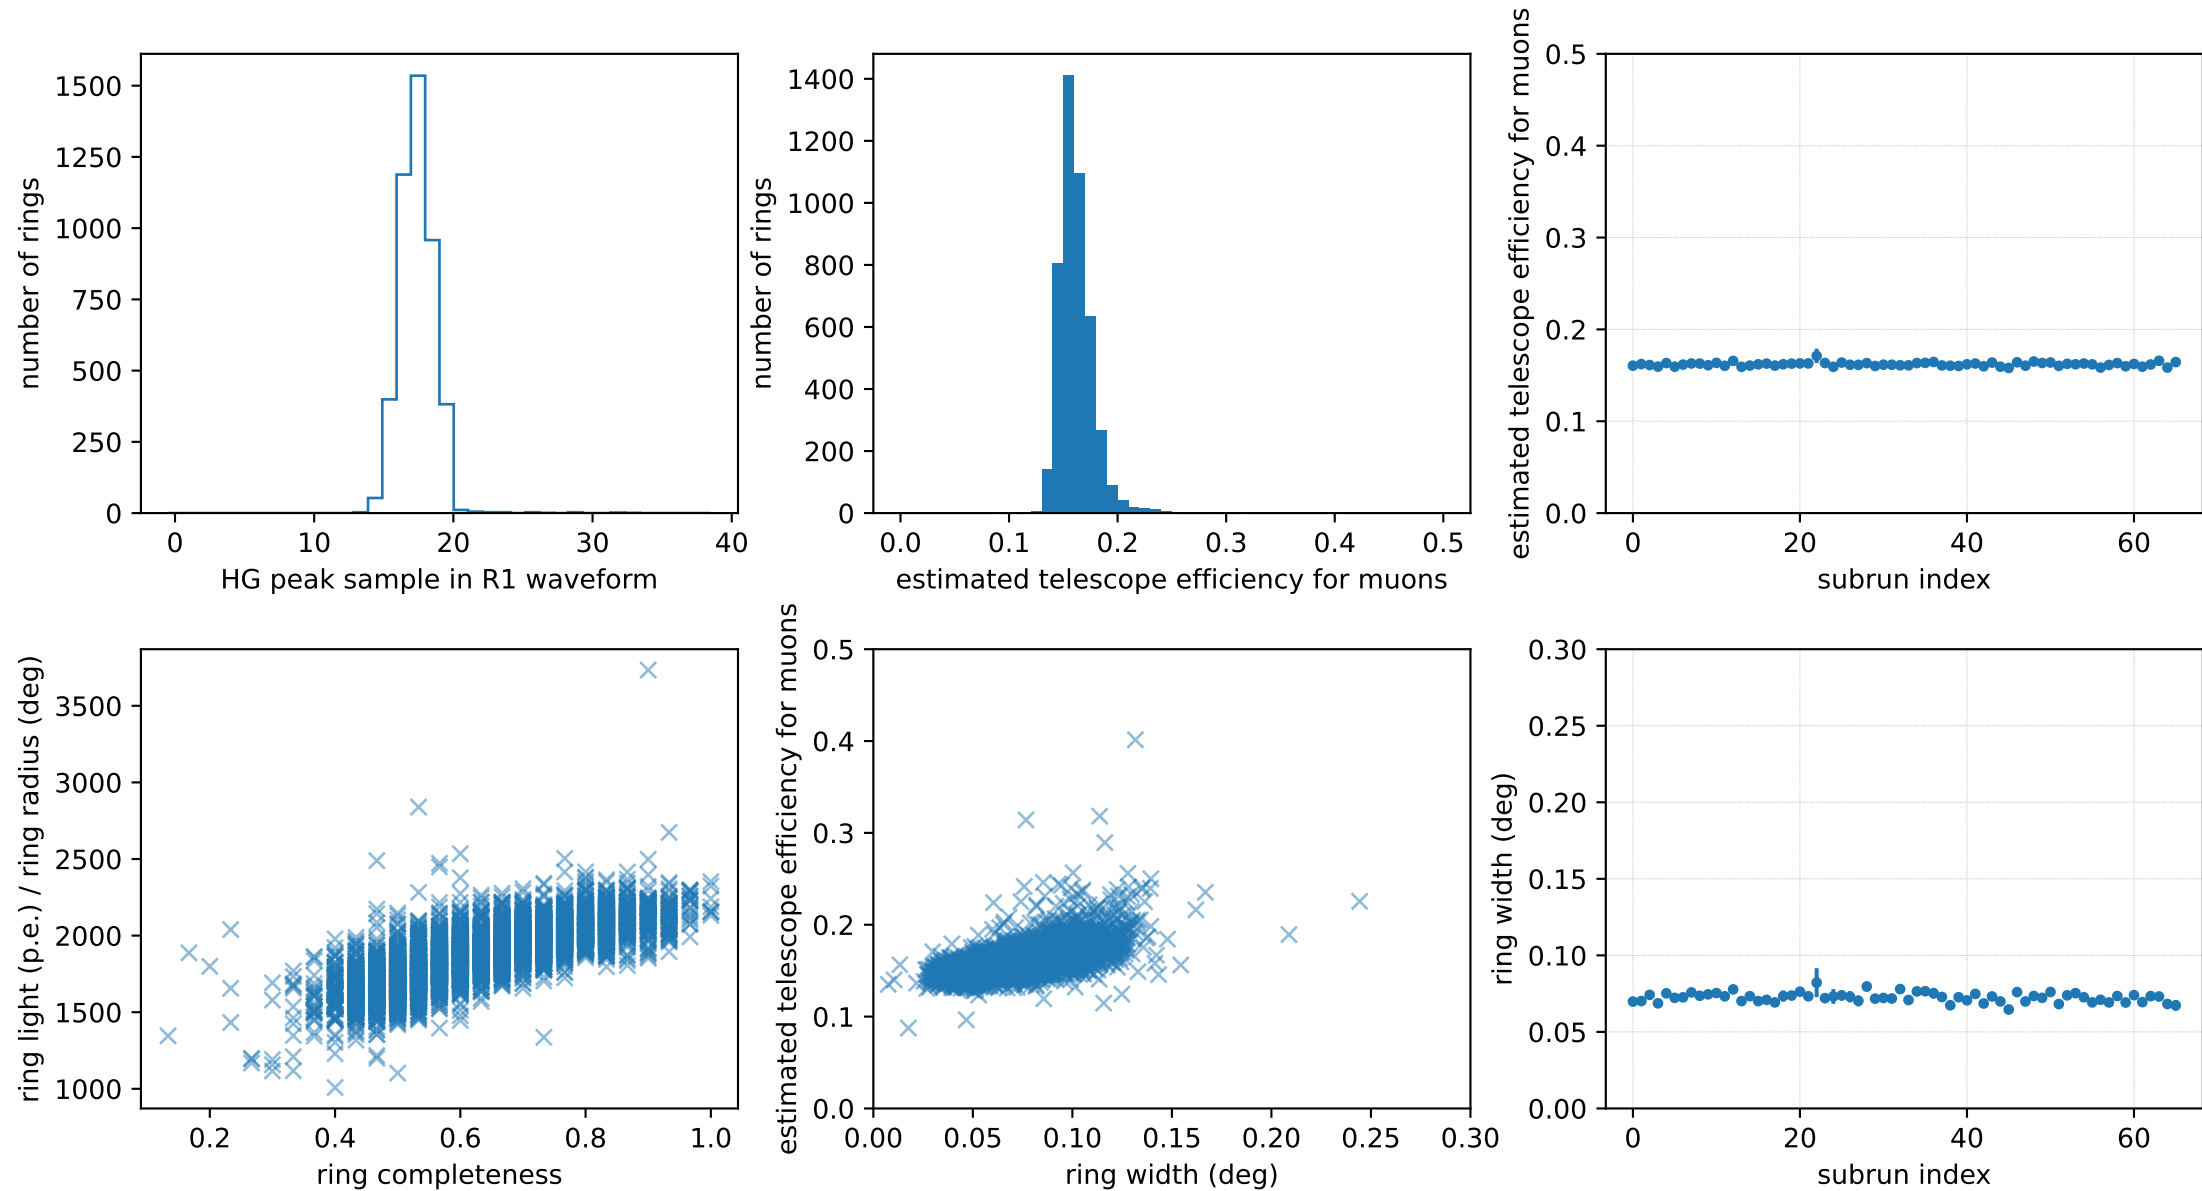 1500
1250
1000
750
500
250
0
number of rings
0 10 20 30 40
HG peak sample in R1 waveform
1400
1200
1000
800
600
400
200
0
number of rings
0.0 0.1 0.2 0.3 0.4 0.5
estimated telescope efficiency for muons
0.5
0.4
0.3
0.2
0.1
0.0
estimated telescope efficiency for muons
0 20 40 60
subrun index
3500
3000
2500
2000
1500
1000
ring light (p.e.) / ring radius (deg)
0.2 0.4 0.6 0.8 1.0
ring completeness
0.5
0.4
0.3
0.2
0.1
0.0
estimated telescope efficiency for muons
0.00 0.05 0.10 0.15 0.20 0.25 0.30
ring width (deg)
0.30
0.25
0.20
0.15
0.10
0.05
0.00
ring width (deg)
0 20 40 60
subrun index